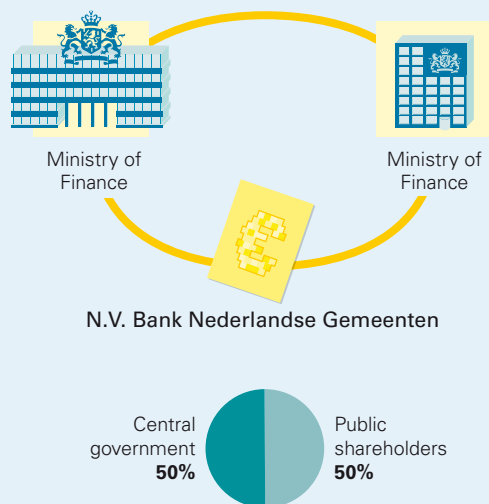 Ministry of
Finance
Ministry of
Finance
N.V. Bank Nederlandse Gemeenten
Central
government
50%
Public
shareholders
50%